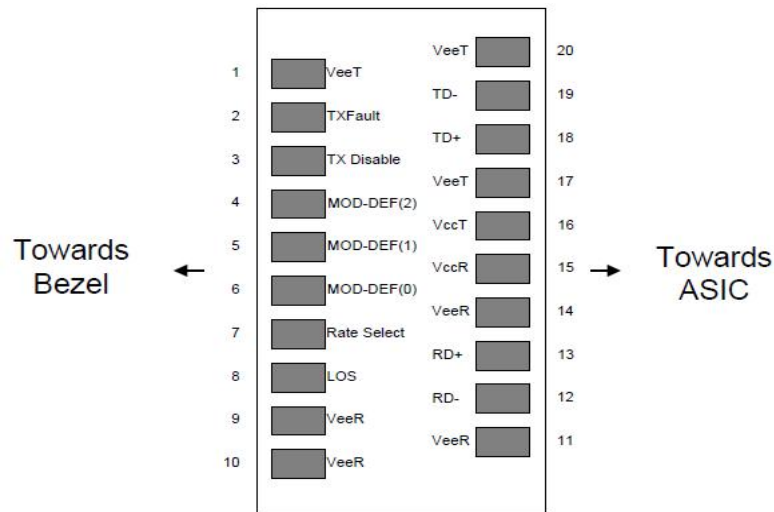 VeeT 20
1 VeeT
TD- 19
2 TXFault
TD+ 18
3 TX Disable
VeeT 17
4 MOD-DEF(2)
VccT 16
Towards
Bezel
5 MOD-DEF(1)
VccR 15
Towards
ASIC
6 MOD-DEF(0)
VeeR 14
7 Rate Select
RD+ 13
8 LOS
RD- 12
9 VeeR
VeeR 11
10 VeeR